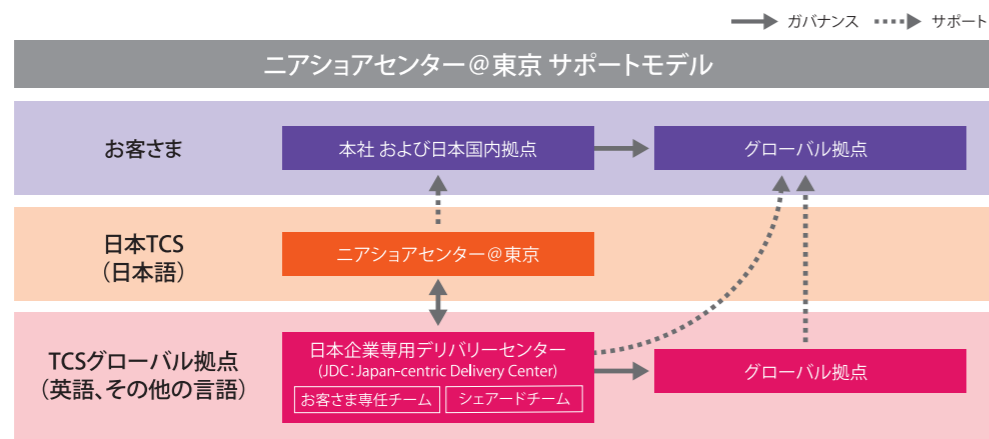 ガバナンス サポート
ニアショアセンター@東京 サポートモデル
お客さま
本社 および日本国内拠点
グローバル拠点
日本TCS
(日本語)
ニアショアセンター@東京
TCSグローバル拠点
(英語、その他の言語)
日本企業専用デリバリーセンター
(JDC:Japan-centric Delivery Center)
お客さま専任チーム
シェアードチーム
グローバル拠点